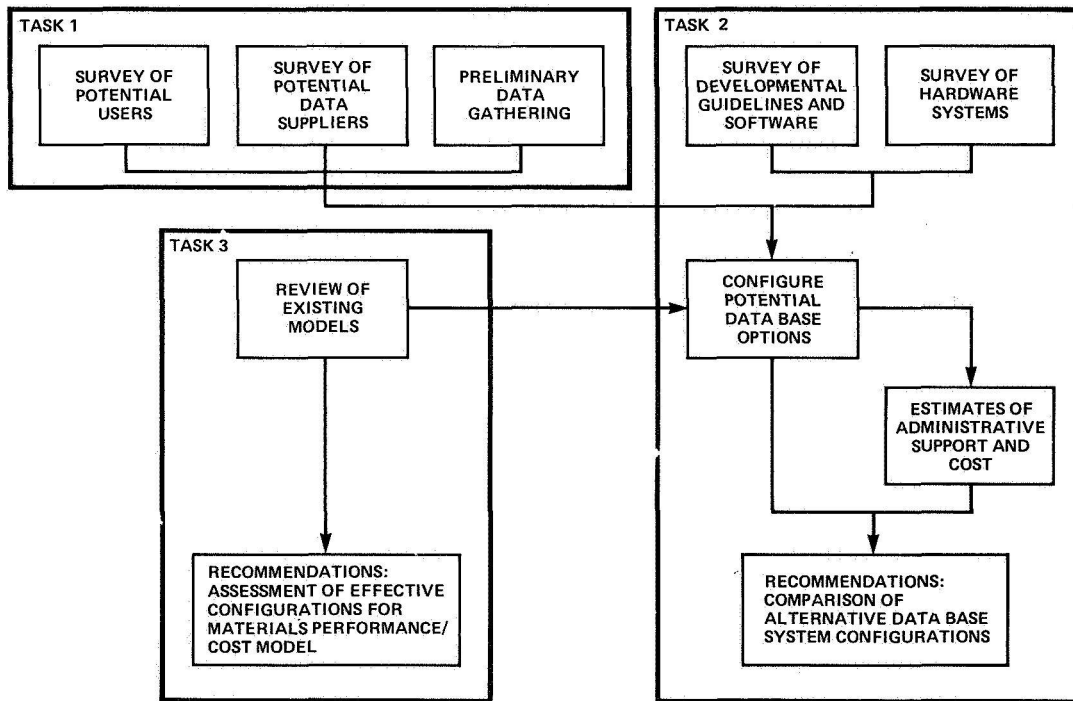 TASK 1
SURVEY OF
POTENTIAL
USERS
SURVEY OF
POTENTIAL
DATA
SUPPLIERS
PRELIMINARY
DATA
GATHERING
TASK 2
SURVEY OF
DEVELOPMENTAL
GUIDELINES AND
SOFTWARE
SURVEY OF
HARDWARE
SYSTEMS
TASK 3
REVIEW OF
EXISTING
MODELS
CONFIGURE
POTENTIAL
DATA BASE
OPTIONS
ESTIMATES OF
ADMINISTRATIVE
SUPPORT AND
COST
RECOMMENDATIONS:
ASSESSMENT OF EFFECTIVE
CONFIGURATIONS FOR
MATERIALS PERFORMANCE/
COST MODEL
RECOMMENDATIONS:
COMPARISON OF
ALTERNATIVE DATA BASE
SYSTEM CONFIGURATIONS